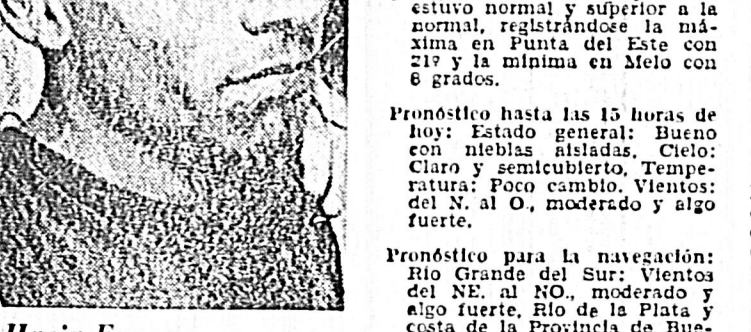 estuvo normal y superior a la
normal, registrándose la má-
xima en Punta del Este con
21º y la mínima en Melo con
8 grados.
Pronóstico hasta las 15 horas de
hoy: Estado general: Bueno
con nieblas aisladas. Cielo:
Claro y semicubierto. Tempe-
ratura: Poco cambio. Vientos:
del N. al O., moderado y algo
fuerte.
Pronóstico para la navegación:
Río Grande del Sur: Vientos
del NE. al NO., moderado y
algo fuerte. Río de la Plata y
costa de la Provincia de Bue-